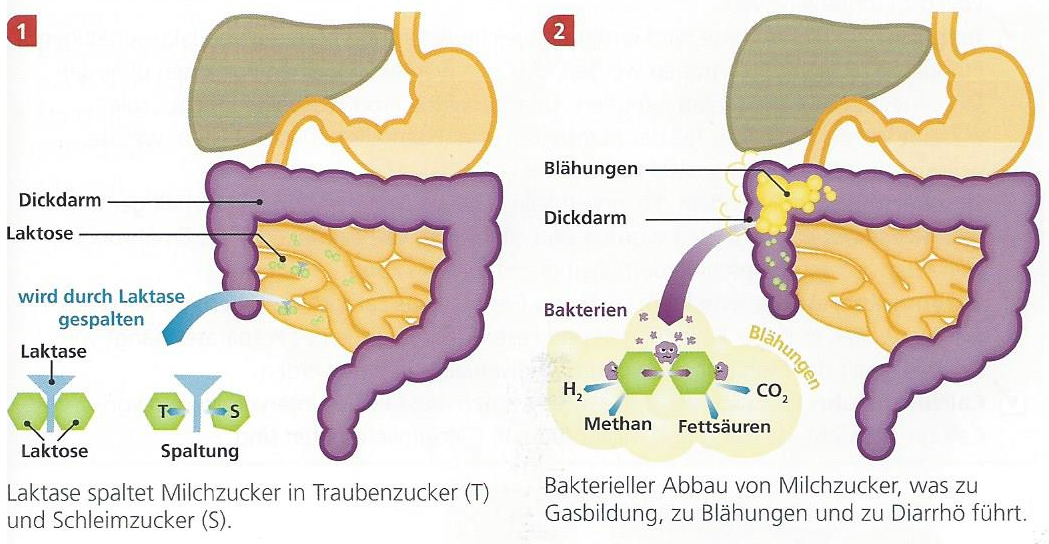 1
Dickdarm
Laktose
wird durch Laktase
gespalten
Laktase
Laktose
T
S
Spaltung
Laktase spaltet Milchzucker in Traubenzucker (T)
und Schleimzucker (S).
2
Blähungen
Dickdarm
Bakterien
Blähungen
H2
CO2
Methan
Fettsäuren
Bakterieller Abbau von Milchzucker, was zu
Gasbildung, zu Blähungen und zu Diarrhö führt.